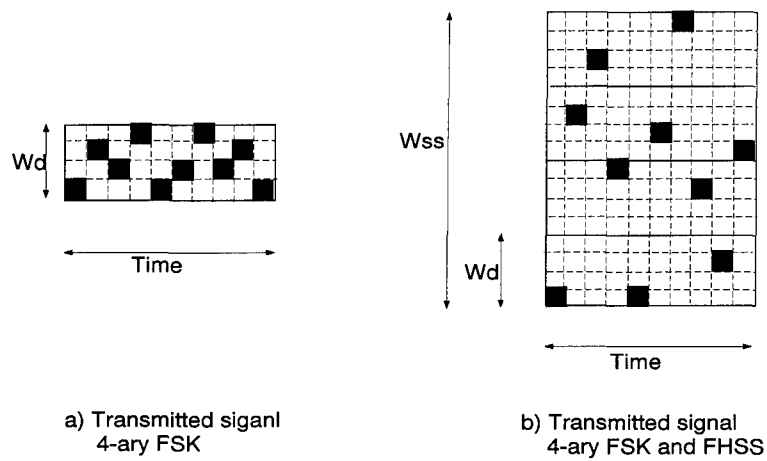 Wd
Time
a) Transmitted siganl
4-ary FSK
Wss
Wd
Time
b) Transmitted signal
4-ary FSK and FHSS